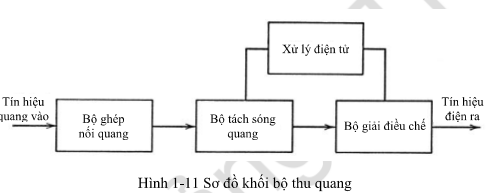 Xử lý điện tử
Tín hiệu
quang vào
Bộ ghép
nối quang
Bộ tách sóng
quang
Bộ giải điều chế
Tín hiệu
điện ra
Hình 1-11 Sơ đồ khối bộ thu quang